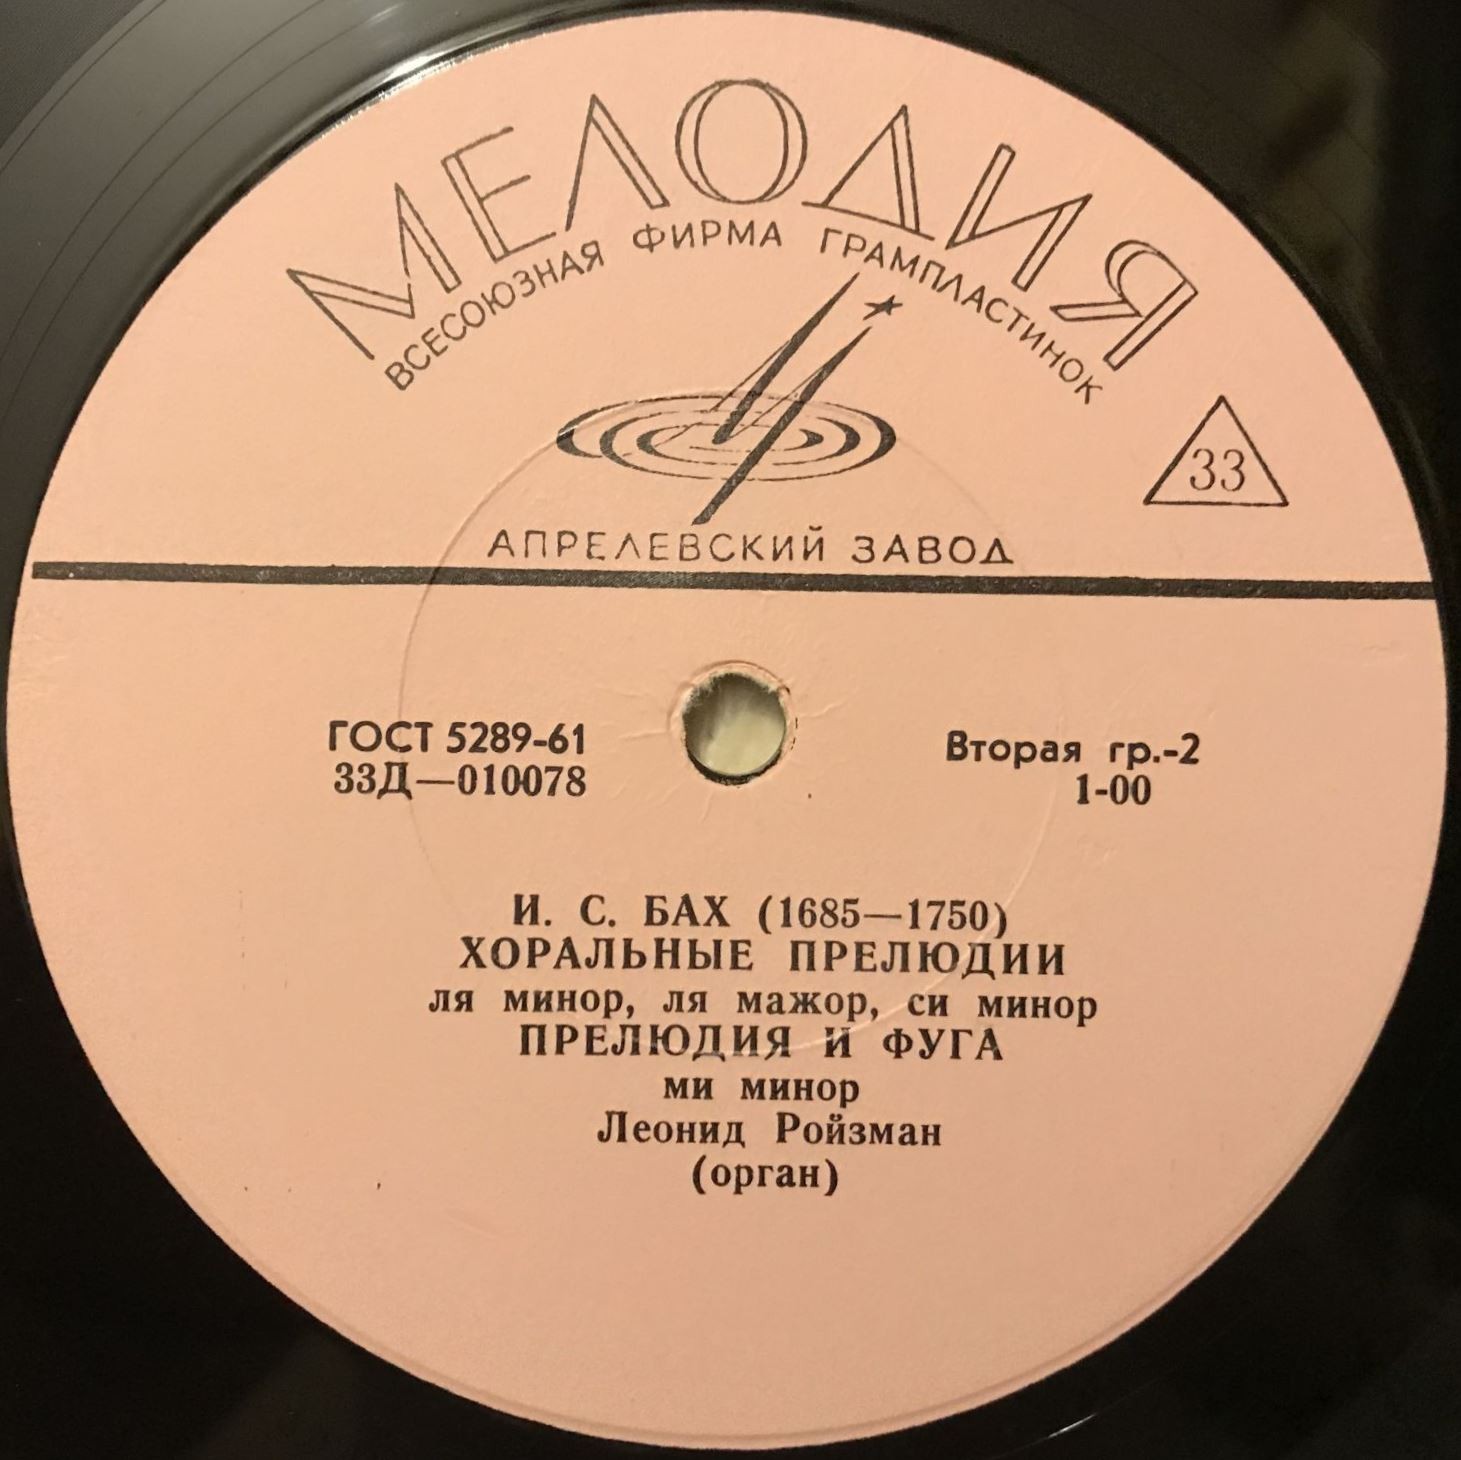 МЕЛОДИЯ
ВСЕСОЮЗНАЯ ФИРМА ГРАМПЛАСТИНОК
33
АПРЕЛЕВСКИЙ ЗАВОД
ГОСТ 5289-61
33Д—010078
Вторая гр.-2
1-00
И. С. БАХ (1685—1750)
ХОРАЛЬНЫЕ ПРЕЛЮДИИ
ля минор, ля мажор, си минор
ПРЕЛЮДИЯ И ФУГА
ми минор
Леонид Ройзман
(орган)